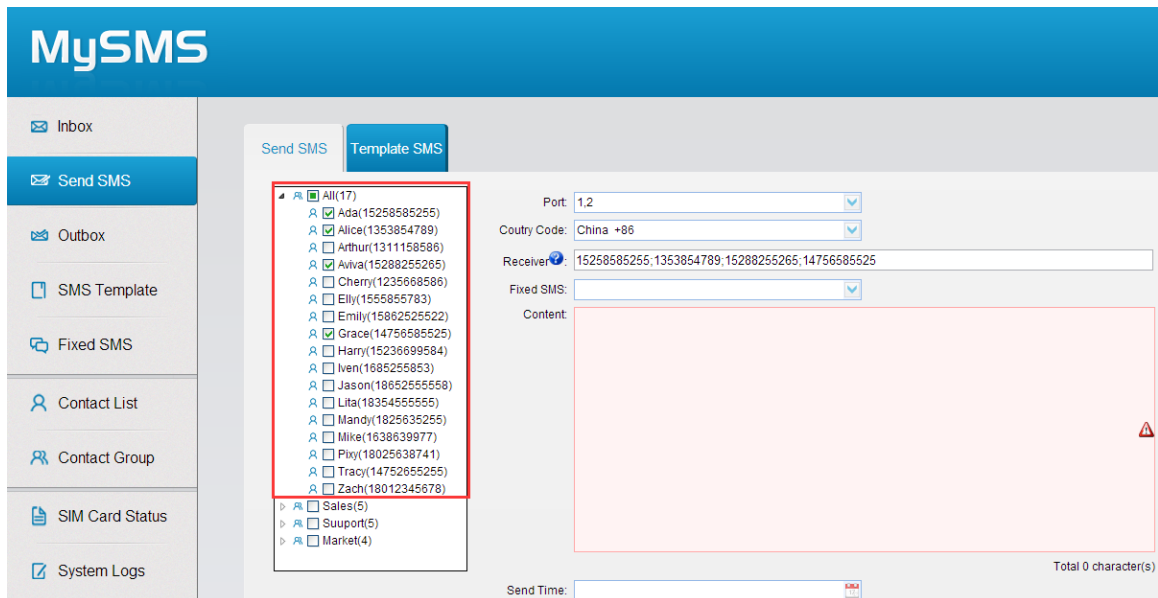 MySMS
Inbox
Send SMS
Outbox
SMS Template
Fixed SMS
Contact List
Contact Group
SIM Card Status
System Logs
Send SMS
Template SMS
All(17)
Ada(15258585255)
Alice(1353854789)
Arthur(1311158586)
Aviva(15288255265)
Cherry(1235668586)
Elly(1555855783)
Emily(15862525522)
Grace(14756585525)
Harry(15236699584)
Iven(1685255853)
Jason(18652555558)
Lita(18354555555)
Mandy(1825635255)
Mike(1638639977)
Pixy(18025638741)
Tracy(14752655255)
Zach(18012345678)
Sales(5)
Suuport(5)
Market(4)
Port: 1,2
Coutry Code: China +86
Receiver?: 15258585255;1353854789;15288255265;14756585525
Fixed SMS:
Content:
Total 0 character(s)
Send Time: